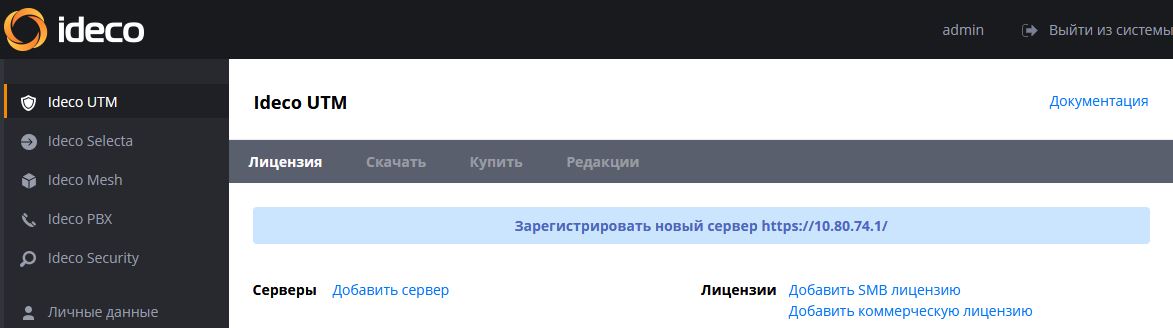 ideco
admin
Выйти из системы
Ideco UTM
Ideco Selecta
Ideco Mesh
Ideco PBX
Ideco Security
Личные данные
Ideco UTM
Документация
Лицензия Скачать Купить Редакции
Зарегистрировать новый сервер https://10.80.74.1/
Серверы Добавить сервер
Лицензии Добавить SMB лицензию
Добавить коммерческую лицензию